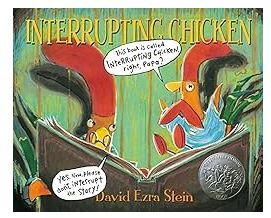 INTERRUPTING CHICKEN
This book is called
INTERRUPTING CHICKEN,
right, Papa?
Yes. Now, please
don't interrupt
the story!
David Ezra Stein